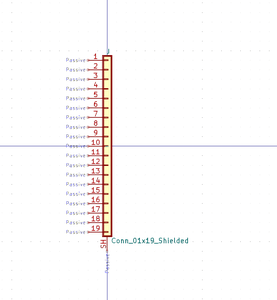 J
Passive 1
Passive 2
Passive 3
Passive 4
Passive 5
Passive 6
Passive 7
Passive 8
Passive 9
Passive 10
Passive 11
Passive 12
Passive 13
Passive 14
Passive 15
Passive 16
Passive 17
Passive 18
Passive 19
Conn_01x19_Shielded
SH
Passive